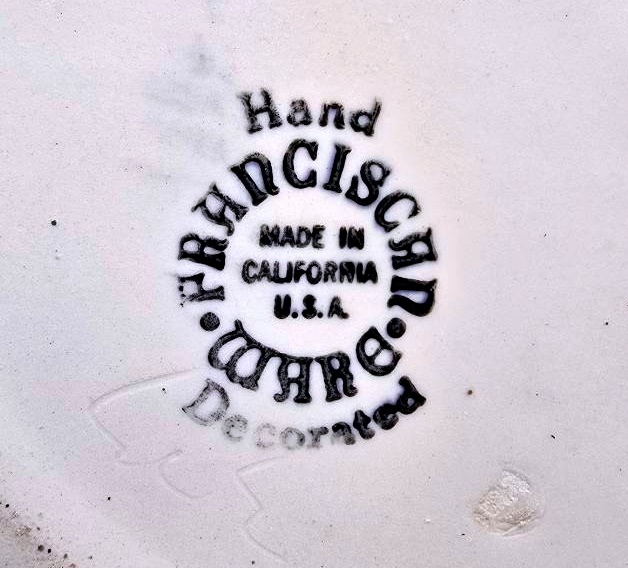 Hand
FRANCISCAN
MADE IN
CALIFORNIA
U.S.A.
WARE
Decorated